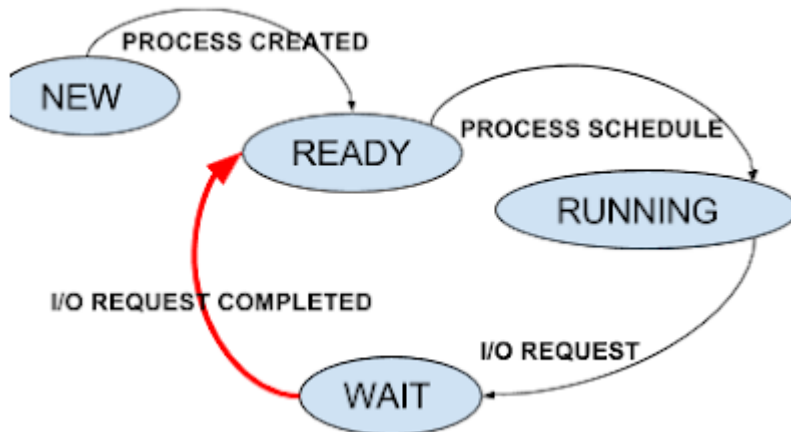 PROCESS CREATED
NEW
READY
PROCESS SCHEDULE
RUNNING
I/O REQUEST COMPLETED
I/O REQUEST
WAIT